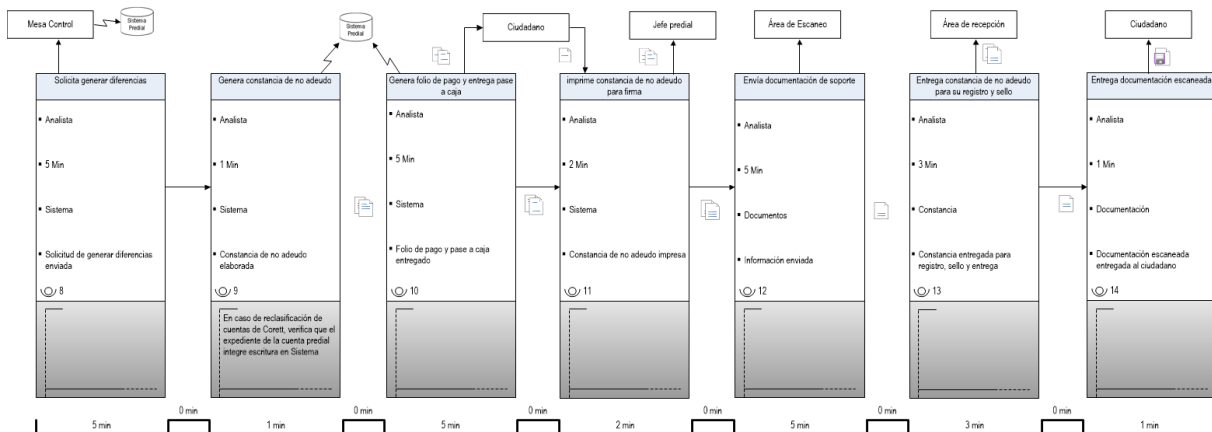 Mesa Control
Sistema
Predial
Sistema
Predial
Ciudadano
Jefe predial
Área de Escaneo
Área de recepción
Ciudadano
Solicita generar diferencias
▪ Analista
▪ 5 Min
▪ Sistema
▪ Solicitud de generar diferencias
enviada
8
Genera constancia de no adeudo
▪ Analista
▪ 1 Min
▪ Sistema
▪ Constancia de no adeudo
elaborada
9
En caso de reclasificación de
cuentas de Corett, verifica que el
expediente de la cuenta predial
integre escritura en Sistema
Genera folio de pago y entrega pase
a caja
▪ Analista
▪ 5 Min
▪ Sistema
▪ Folio de pago y pase a caja
entregado
10
imprime constancia de no adeudo
para firma
▪ Analista
▪ 2 Min
▪ Sistema
▪ Constancia de no adeudo impresa
11
Envía documentación de soporte
▪ Analista
▪ 5 Min
▪ Documentos
▪ Información enviada
12
Entrega constancia de no adeudo
para su registro y sello
▪ Analista
▪ 3 Min
▪ Constancia
▪ Constancia entregada para
registro, sello y entrega
13
Entrega documentación escaneada
▪ Analista
▪ 1 Min
▪ Documentación
▪ Documentación escaneada
entregada al ciudadano
14
5 min
0 min
1 min
0 min
5 min
0 min
2 min
0 min
5 min
0 min
3 min
0 min
1 min